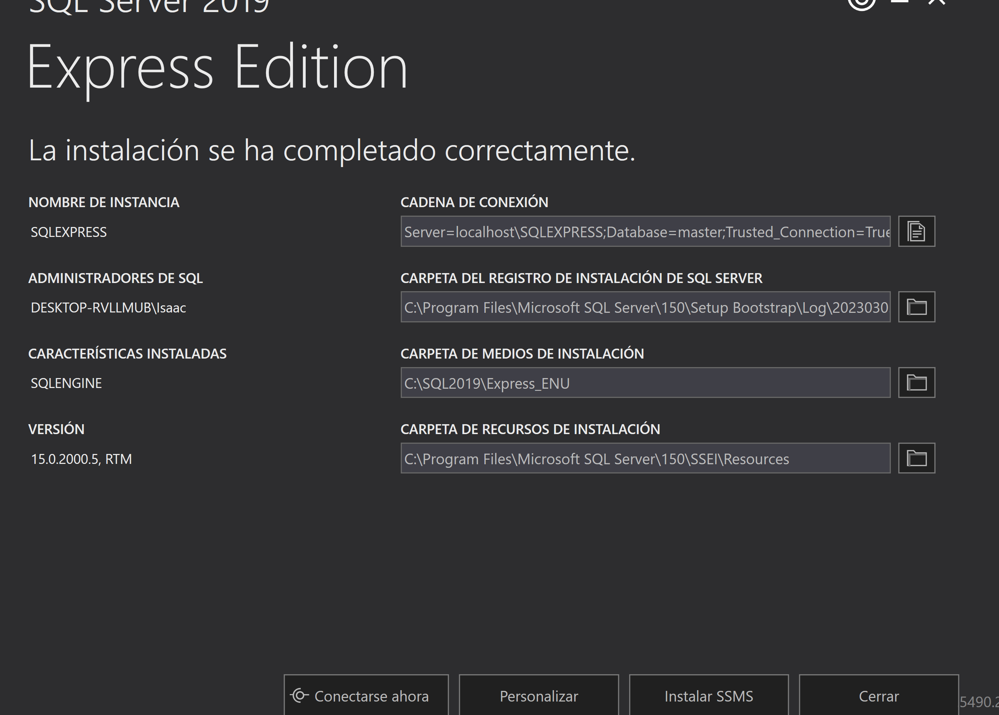 SQL Server 2019
Express Edition
La instalación se ha completado correctamente.
NOMBRE DE INSTANCIA
SQLEXPRESS
ADMINISTRADORES DE SQL
DESKTOP-RVLLMUB\Isaac
CARACTERÍSTICAS INSTALADAS
SQLENGINE
VERSIÓN
15.0.2000.5, RTM
CADENA DE CONEXIÓN
Server=localhost\SQLEXPRESS;Database=master;Trusted_Connection=True
CARPETA DEL REGISTRO DE INSTALACIÓN DE SQL SERVER
C:\Program Files\Microsoft SQL Server\150\Setup Bootstrap\Log\2023030
CARPETA DE MEDIOS DE INSTALACIÓN
C:\SQL2019\Express_ENU
CARPETA DE RECURSOS DE INSTALACIÓN
C:\Program Files\Microsoft SQL Server\150\SSEI\Resources
Conectarse ahora
Personalizar
Instalar SSMS
Cerrar